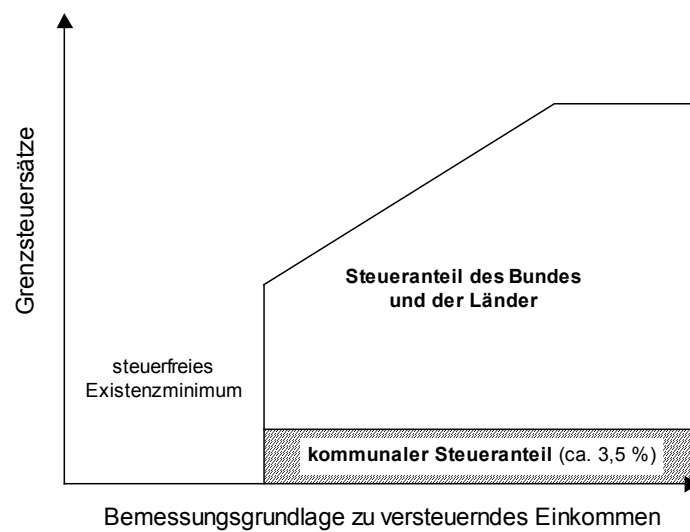 Grenzsteuersätze
Steueranteil des Bundes
und der Länder
steuerfreies
Existenzminimum
kommunaler Steueranteil (ca. 3,5 %)
Bemessungsgrundlage zu versteuerndes Einkommen